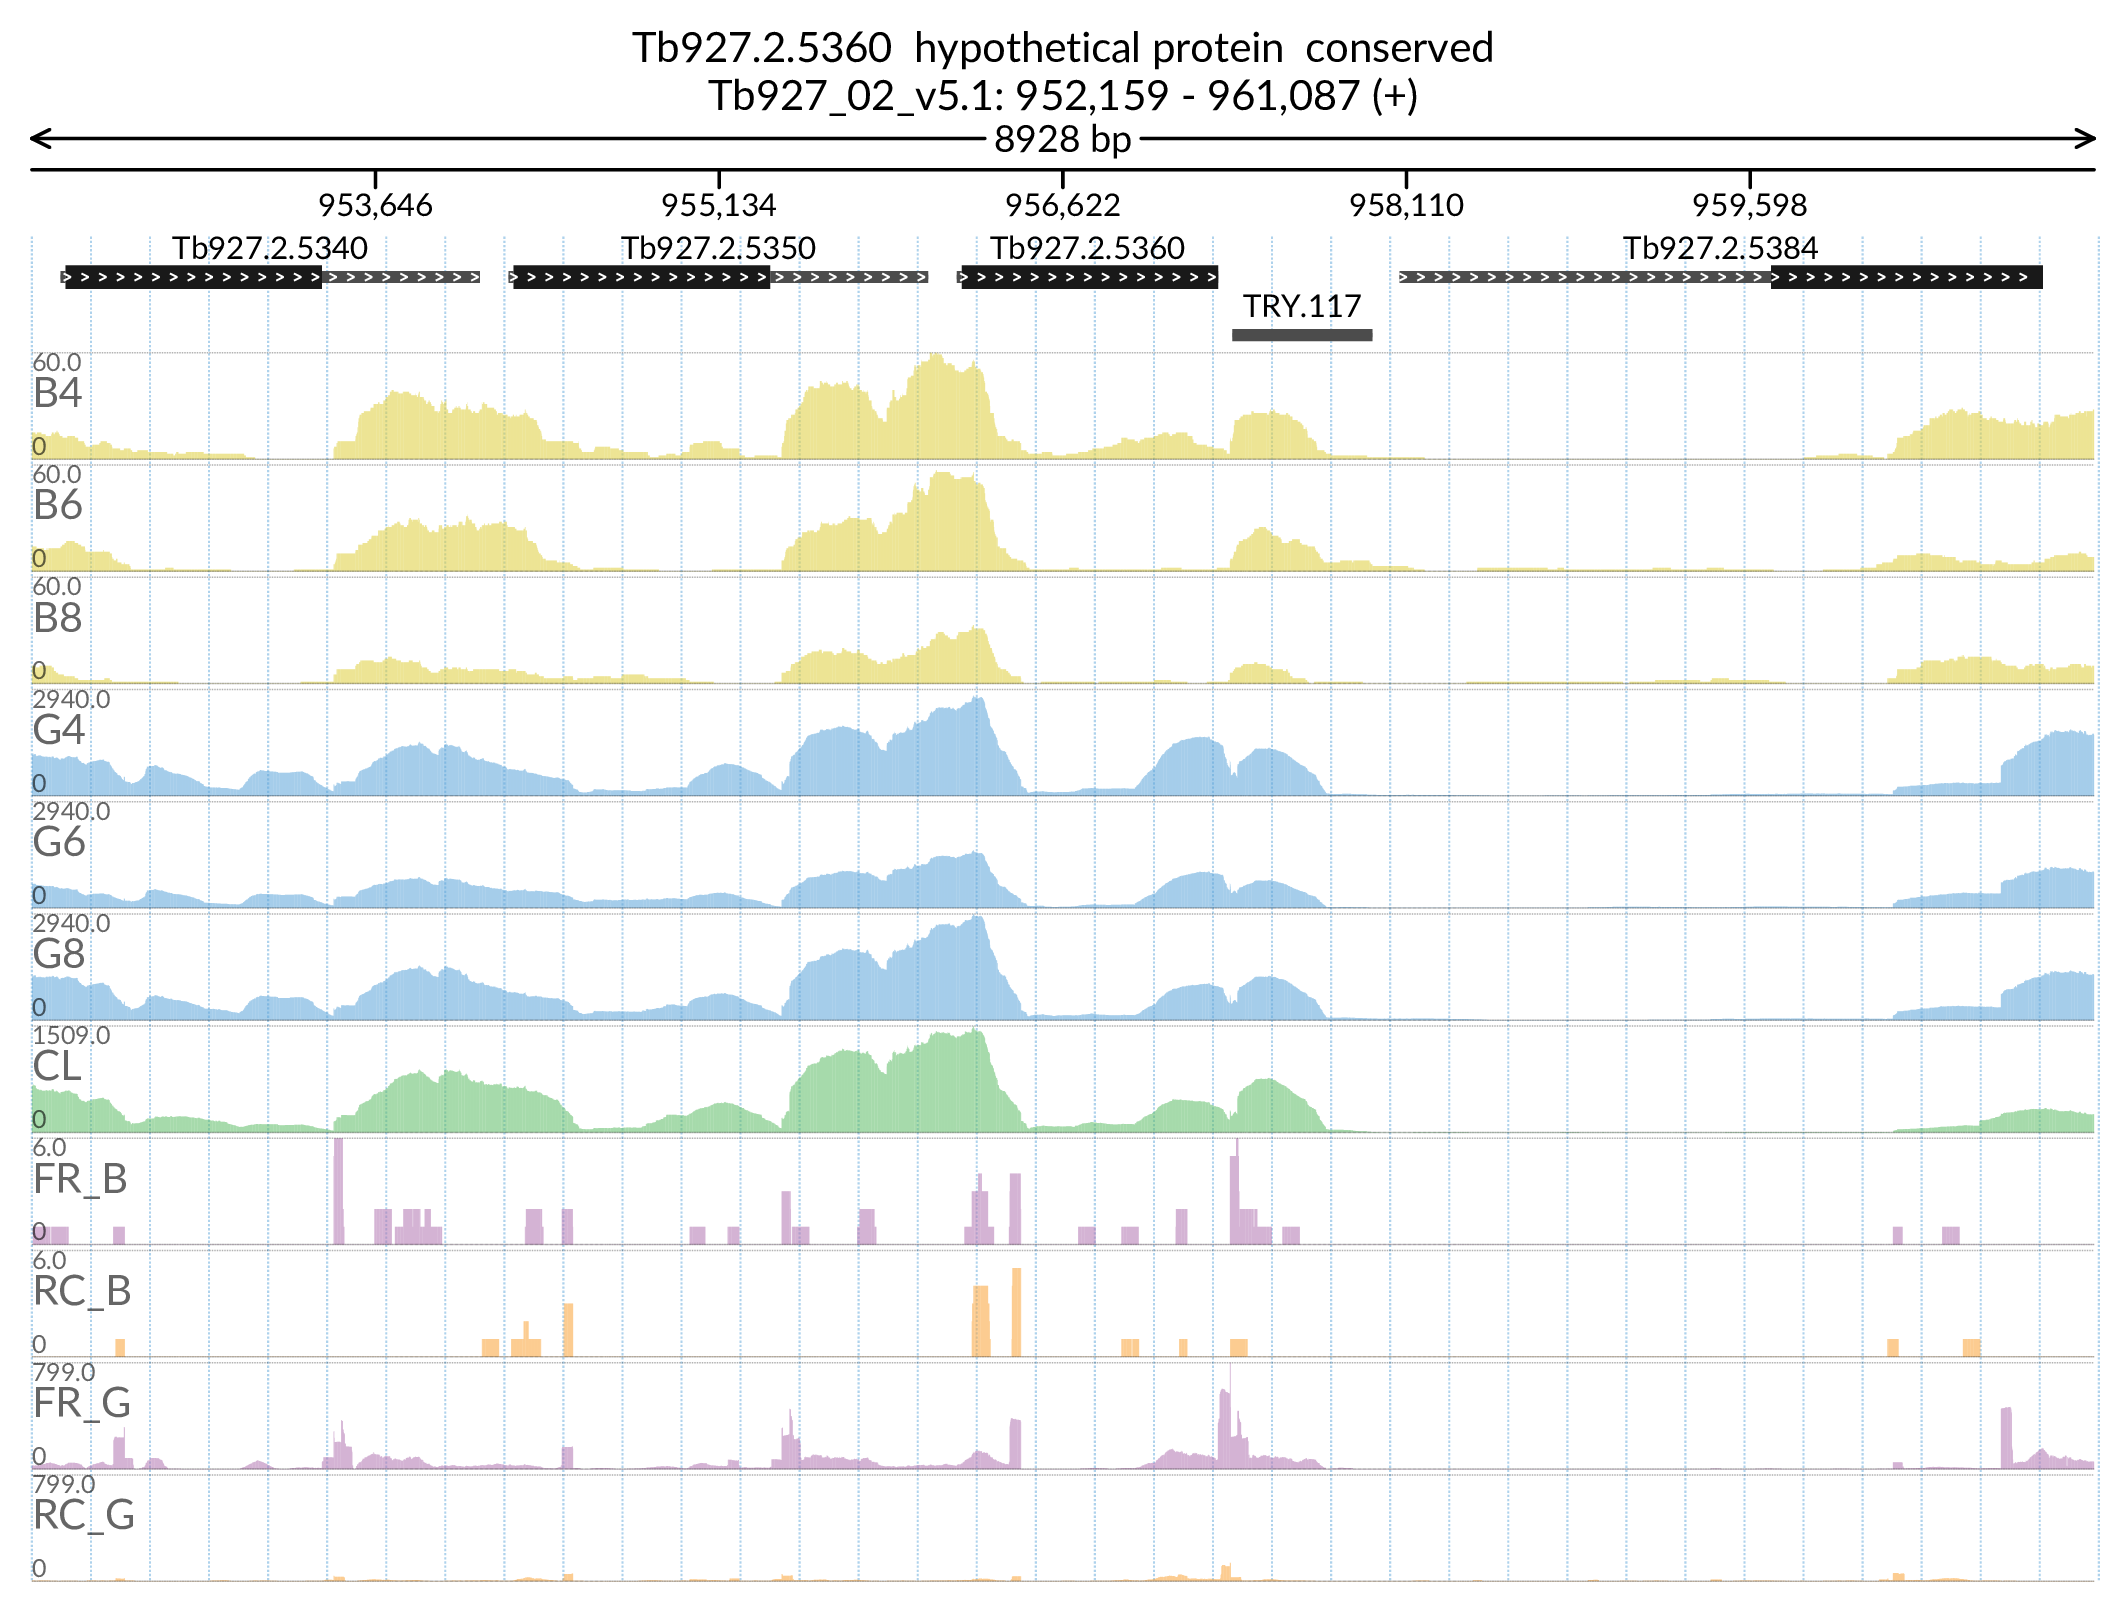 Tb927.2.5360 hypothetical protein conserved
Tb927_02_v5.1: 952,159 - 961,087 (+)
8928 bp
953,646 955,134 956,622 958,110 959,598
Tb927.2.5340 Tb927.2.5350 Tb927.2.5360 Tb927.2.5384
TRY.117
60.0
B4
0
60.0
B6
0
60.0
B8
0
2940.0
G4
0
2940.0
G6
0
2940.0
G8
0
1509.0
CL
0
6.0
FR_B
0
6.0
RC_B
0
799.0
FR_G
0
799.0
RC_G
0